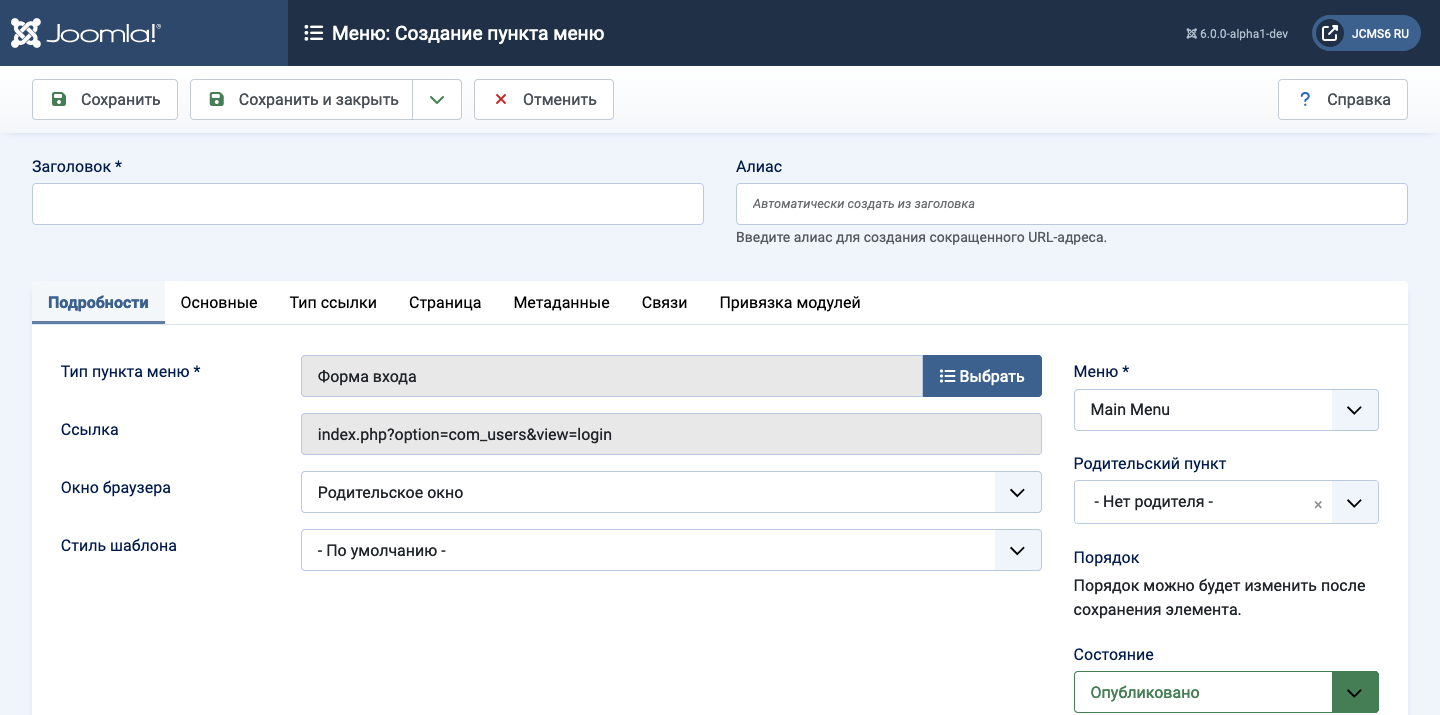 Joomla!®
Меню: Создание пункта меню
6.0.0-alpha1-dev
JCMS6 RU
Сохранить
Сохранить и закрыть
Отменить
? Справка
Заголовок *
Алиас
Автоматически создать из заголовка
Введите алиас для создания сокращенного URL-адреса.
Подробности Основные Тип ссылки Страница Метаданные Связи Привязка модулей
Тип пункта меню *
Форма входа
Выбрать
Ссылка
index.php?option=com_users&view=login
Окно браузера
Родительское окно
Стиль шаблона
- По умолчанию -
Меню *
Main Menu
Родительский пункт
- Нет родителя - ×
Порядок
Порядок можно будет изменить после
сохранения элемента.
Состояние
Опубликовано